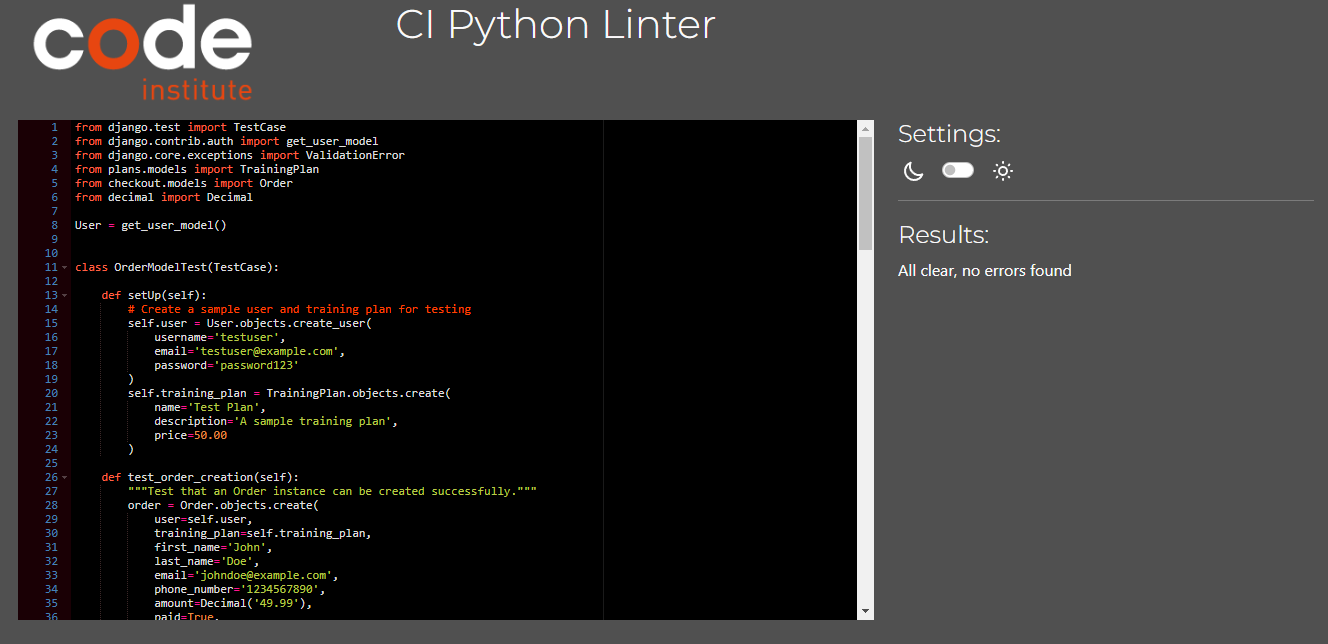 code
institute
CI Python Linter
1 from django.test import TestCase
2 from django.contrib.auth import get_user_model
3 from django.core.exceptions import ValidationError
4 from plans.models import TrainingPlan
5 from checkout.models import Order
6 from decimal import Decimal
7
8 User = get_user_model()
9
10
11 class OrderModelTest(TestCase):
12
13 def setUp(self):
14 # Create a sample user and training plan for testing
15 self.user = User.objects.create_user(
16 username='testuser',
17 email='testuser@example.com',
18 password='password123'
19 )
20 self.training_plan = TrainingPlan.objects.create(
21 name='Test Plan',
22 description='A sample training plan',
23 price=50.00
24 )
25
26 def test_order_creation(self):
27 """Test that an Order instance can be created successfully."""
28 order = Order.objects.create(
29 user=self.user,
30 training_plan=self.training_plan,
31 first_name='John',
32 last_name='Doe',
33 email='johndoe@example.com',
34 phone_number='1234567890',
35 amount=Decimal('49.99'),
36 paid=True,
Settings:
Results:
All clear, no errors found